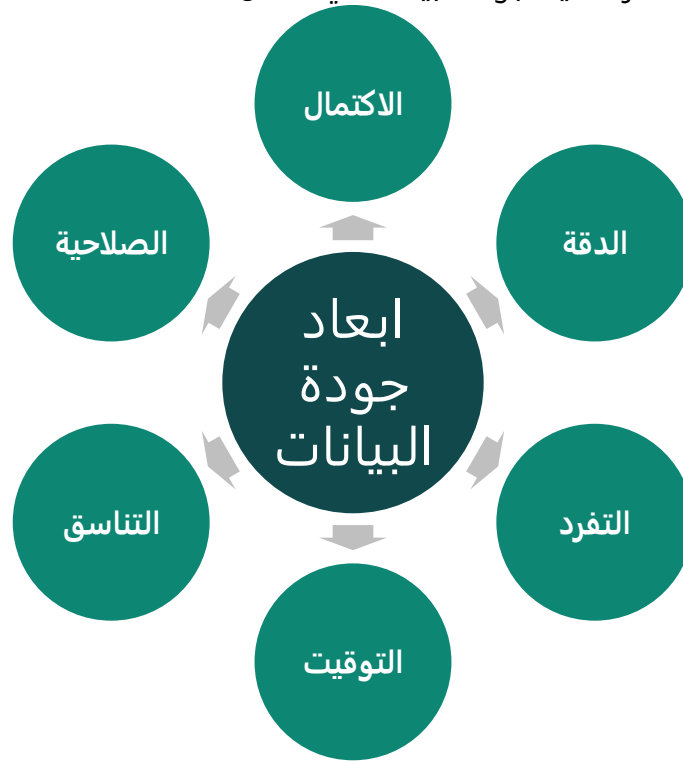 الاكتمال
الدقة
التفرد
التوقيت
التناسق
الصلاحية
ابعاد
جودة
البيانات